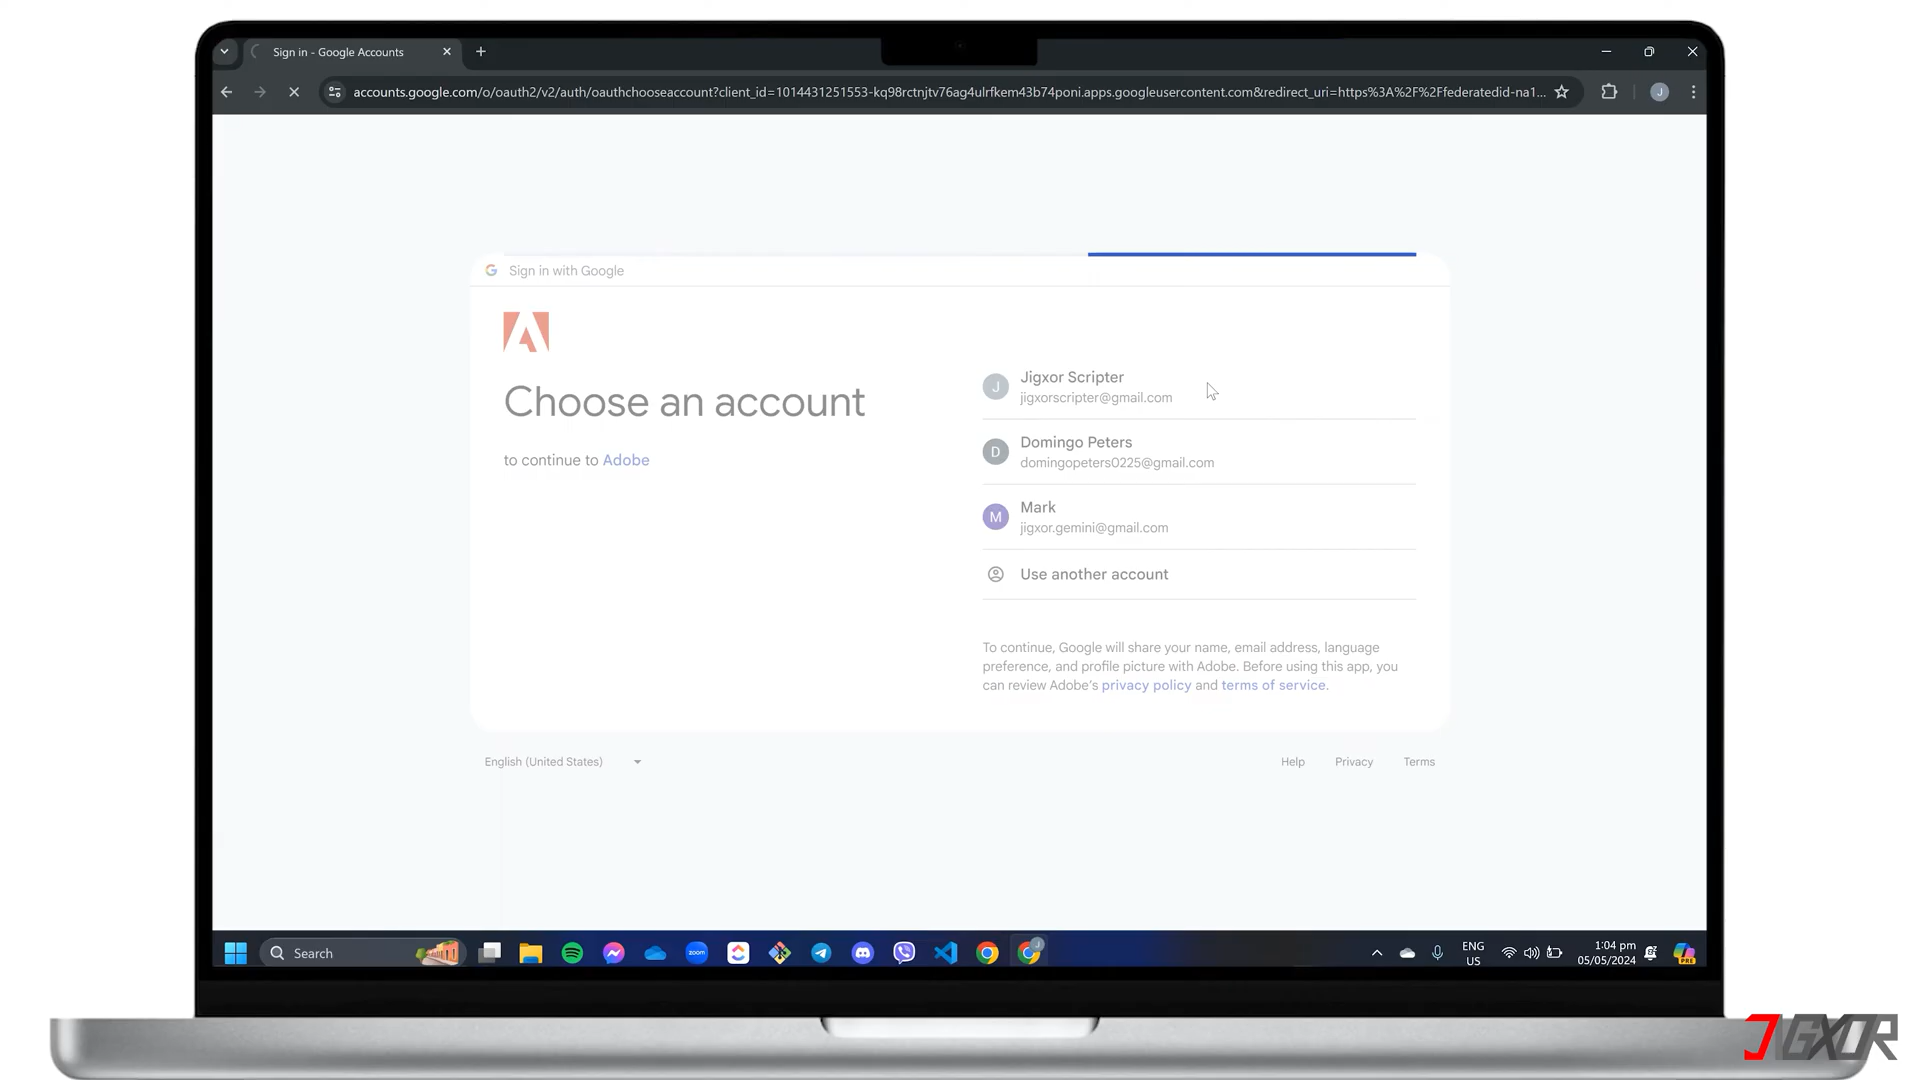 Sign in - Google Accounts
accounts.google.com/o/oauth2/v2/auth/oauthchooseaccount?client_id=1014431251553-kq98rctnjtv76ag4ulrfkem43b74poni.apps.googleusercontent.com&redirect_uri=https%3A%2F%2Ffederatedid-na1...
J
Sign in with Google
Choose an account
to continue to Adobe
J
Jigxor Scripter
jigxorscripter@gmail.com
D
Domingo Peters
domingopeters0225@gmail.com
M
Mark
jigxor.gemini@gmail.com
Use another account
To continue, Google will share your name, email address, language
preference, and profile picture with Adobe. Before using this app, you
can review Adobe's privacy policy and terms of service.
English (United States)
Help Privacy Terms
Search
zoom
J
ENG
US
1:04 pm
05/05/2024
PRE
JIGXOR